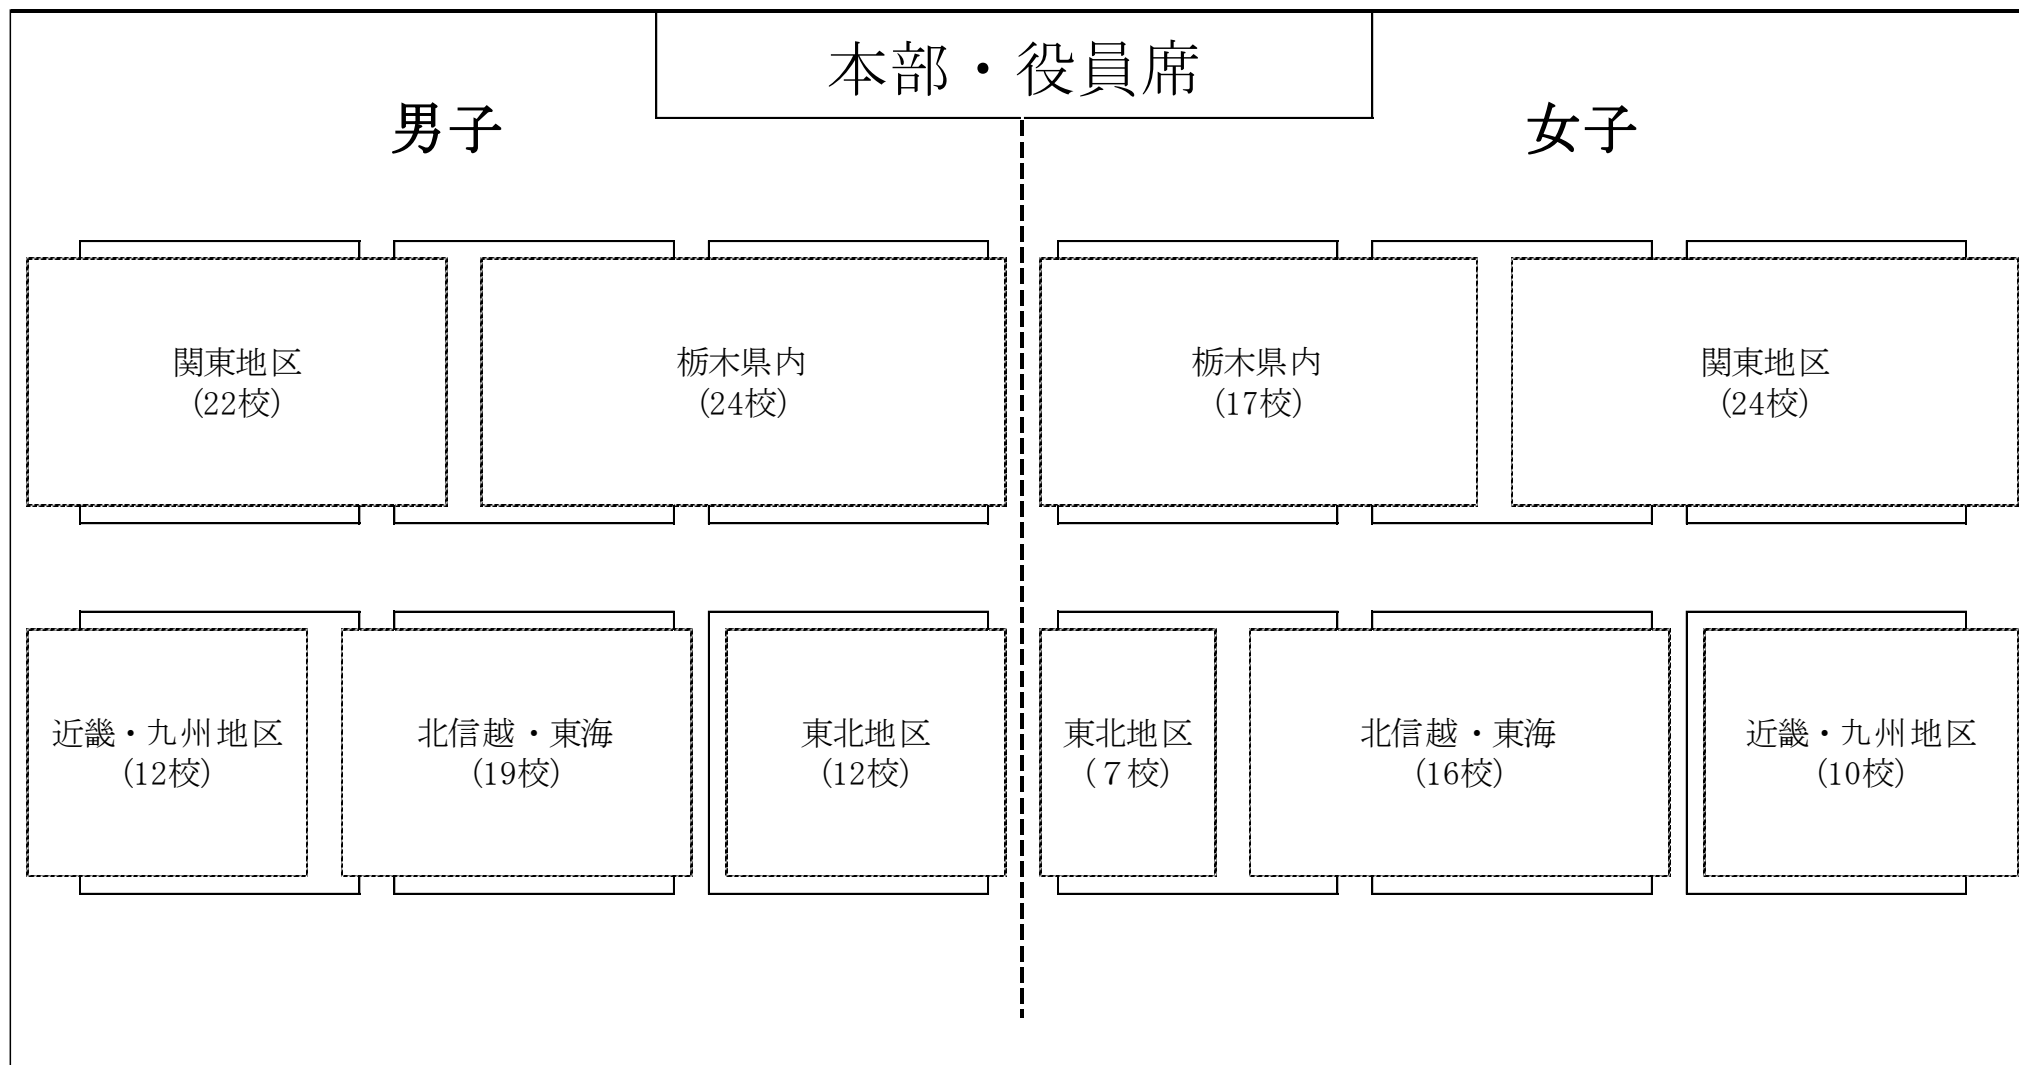 本部・役員席
男子
女子
関東地区
(22校)
栃木県内
(24校)
栃木県内
(17校)
関東地区
(24校)
近畿・九州地区
(12校)
北信越・東海
(19校)
東北地区
(12校)
東北地区
(７校)
北信越・東海
(16校)
近畿・九州地区
(10校)